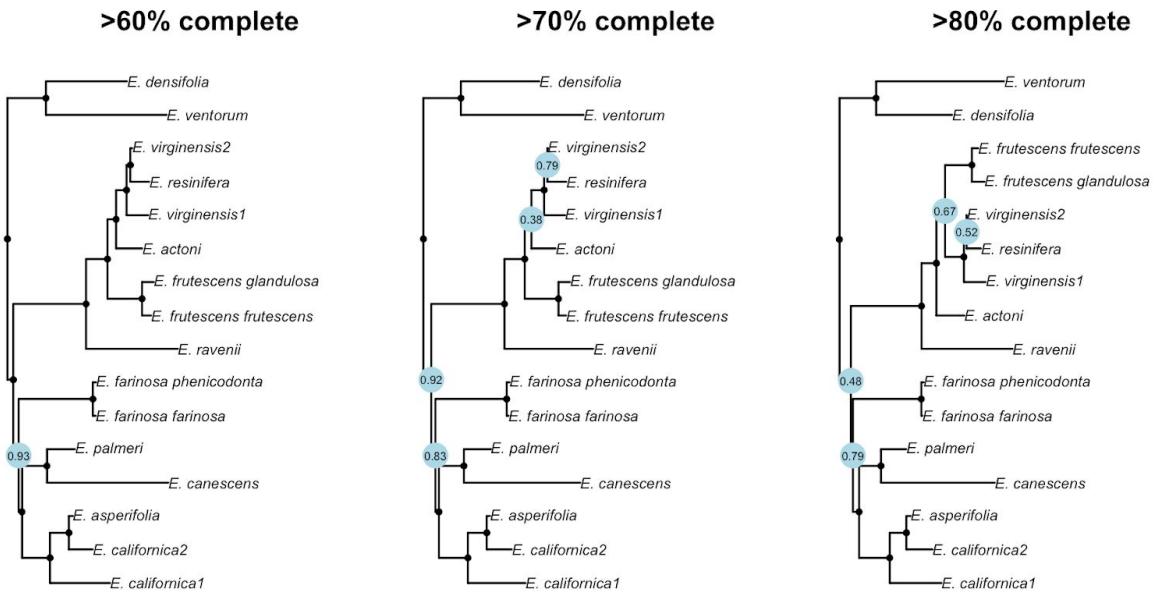 >60% complete
E. densifolia
E. ventorum
E. virginensis2
E. resinifera
E. virginensis1
E. actoni
E. frutescens glandulosa
E. frutescens frutescens
E. ravenii
E. farinosa phenicodonta
E. farinosa farinosa
0.93
E. palmeri
E. canescens
E. asperifolia
E. californica2
E. californica1
>70% complete
E. densifolia
E. ventorum
E. virginensis2
0.79
E. resinifera
E. virginensis1
0.38
E. actoni
E. frutescens glandulosa
E. frutescens frutescens
E. ravenii
0.92
E. farinosa phenicodonta
E. farinosa farinosa
0.83
E. palmeri
E. canescens
E. asperifolia
E. californica2
E. californica1
>80% complete
E. ventorum
E. densifolia
E. frutescens frutescens
E. frutescens glandulosa
0.67
E. virginensis2
0.52
E. resinifera
E. virginensis1
E. actoni
E. ravenii
0.48
E. farinosa phenicodonta
E. farinosa farinosa
0.79
E. palmeri
E. canescens
E. asperifolia
E. californica2
E. californica1